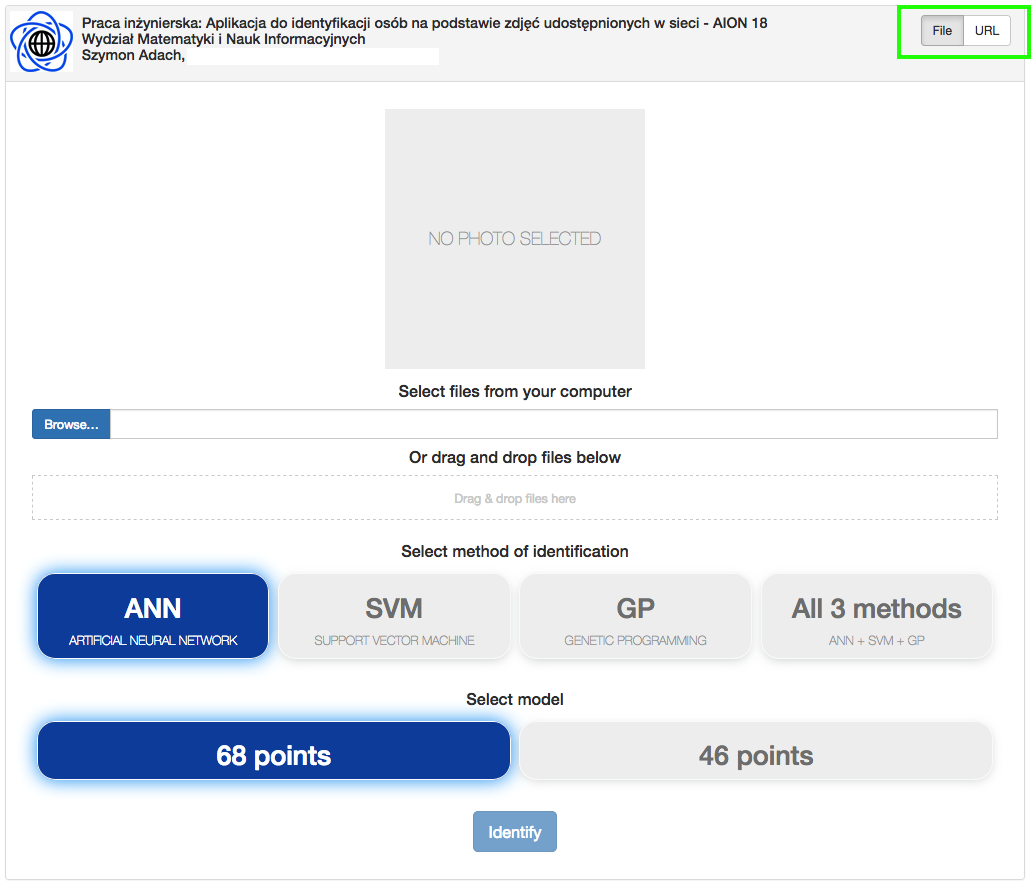 Praca inżynierska: Aplikacja do identyfikacji osób na podstawie zdjęć udostępnionych w sieci - AION 18
Wydział Matematyki i Nauk Informacyjnych
Szymon Adach,
File URL
NO PHOTO SELECTED
Select files from your computer
Browse...
Or drag and drop files below
Drag & drop files here
Select method of identification
ANN SVM GP All 3 methods
ARTIFICIAL NEURAL NETWORK SUPPORT VECTOR MACHINE GENETIC PROGRAMMING ANN + SVM + GP
Select model
68 points 46 points
Identify